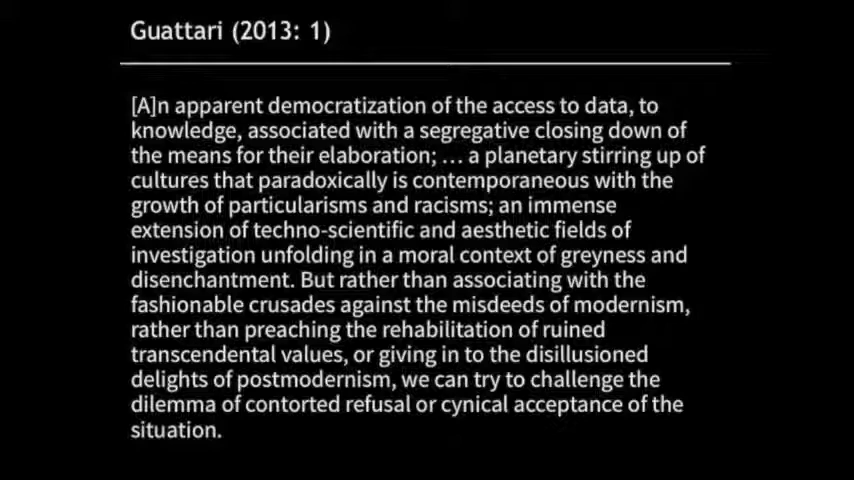 Guattari (2013: 1)
[A]n apparent democratization of the access to data, to
knowledge, associated with a segregative closing down of
the means for their elaboration; … a planetary stirring up of
cultures that paradoxically is contemporaneous with the
growth of particularisms and racisms; an immense
extension of techno-scientific and aesthetic fields of
investigation unfolding in a moral context of greyness and
disenchantment. But rather than associating with the
fashionable crusades against the misdeeds of modernism,
rather than preaching the rehabilitation of ruined
transcendental values, or giving in to the disillusioned
delights of postmodernism, we can try to challenge the
dilemma of contorted refusal or cynical acceptance of the
situation.